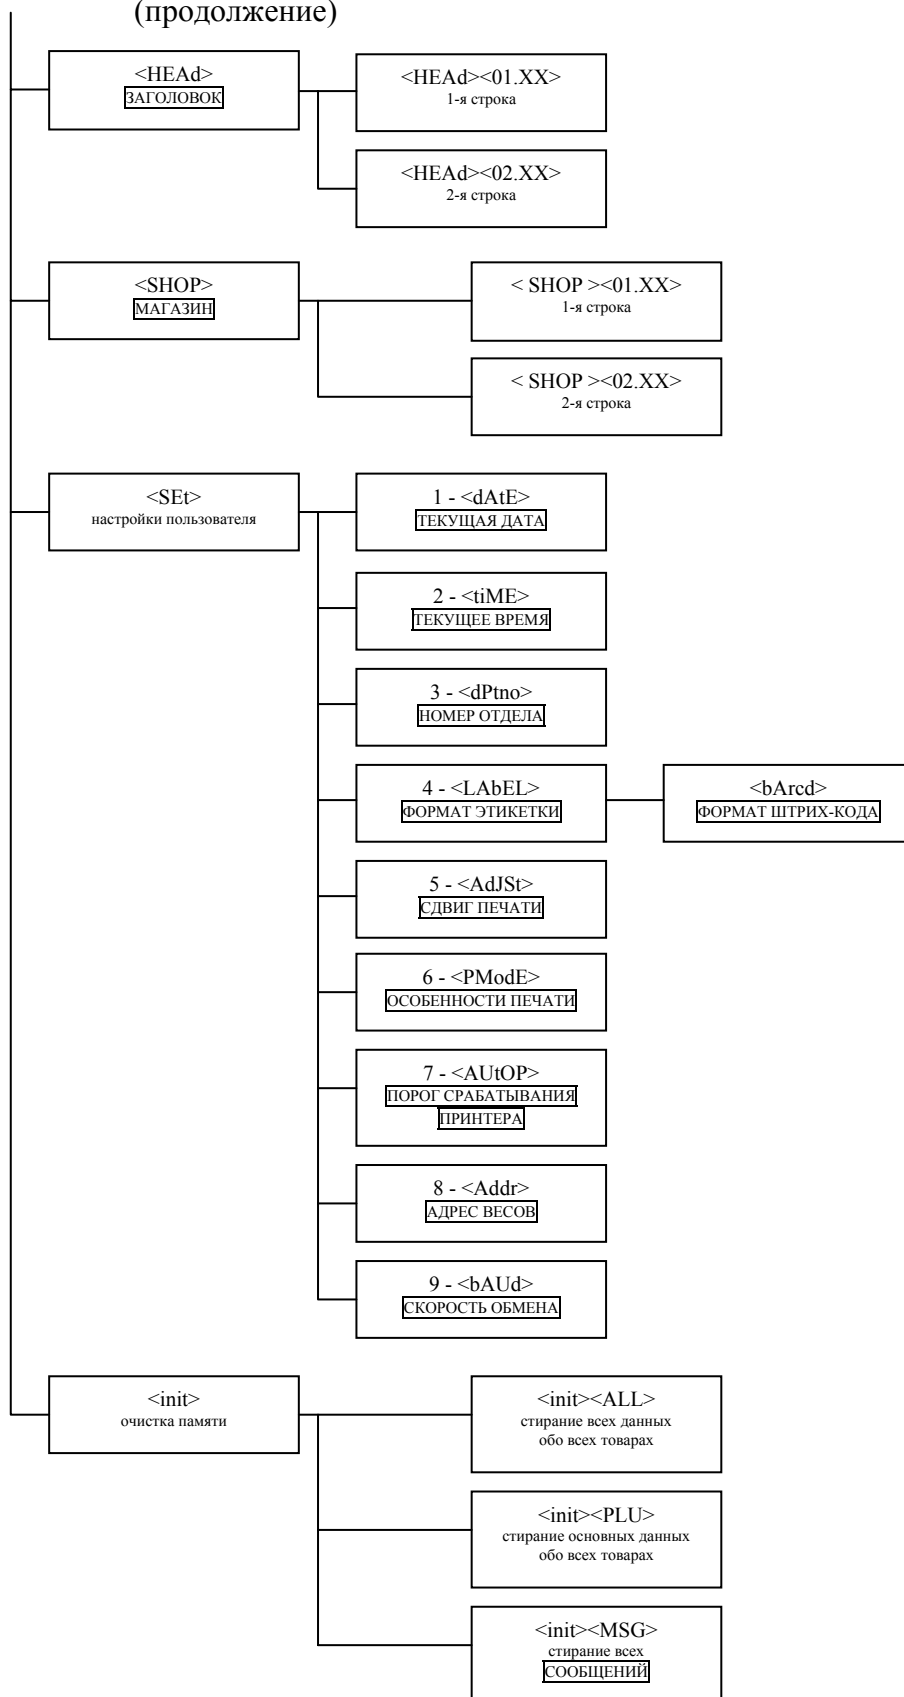 (продолжение)
<HEAd>
ЗАГОЛОВОК
<HEAd><01.XX>
1-я строка
<HEAd><02.XX>
2-я строка
<SHOP>
МАГАЗИН
< SHOP ><01.XX>
1-я строка
< SHOP ><02.XX>
2-я строка
<SEt>
настройки пользователя
1 - <dAtE>
ТЕКУЩАЯ ДАТА
2 - <tiME>
ТЕКУЩЕЕ ВРЕМЯ
3 - <dPtno>
НОМЕР ОТДЕЛА
4 - <LAbEL>
ФОРМАТ ЭТИКЕТКИ
<bArcd>
ФОРМАТ ШТРИХ-КОДА
5 - <AdJSt>
СДВИГ ПЕЧАТИ
6 - <PModE>
ОСОБЕННОСТИ ПЕЧАТИ
7 - <AUtOP>
ПОРОГ СРАБАТЫВАНИЯ
ПРИНТЕРА
8 - <Addr>
АДРЕС ВЕСОВ
9 - <bAUd>
СКОРОСТЬ ОБМЕНА
<init>
очистка памяти
<init><ALL>
стирание всех данных
обо всех товарах
<init><PLU>
стирание основных данных
обо всех товарах
<init><MSG>
стирание всех
СООБЩЕНИЙ